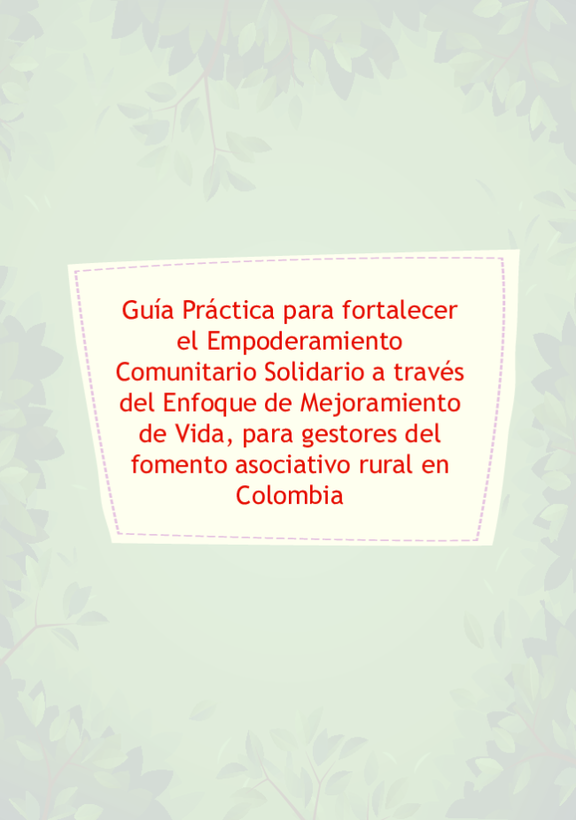 Guía Práctica para fortalecer
el Empoderamiento
Comunitario Solidario a través
del Enfoque de Mejoramiento
de Vida, para gestores del
fomento asociativo rural en
Colombia